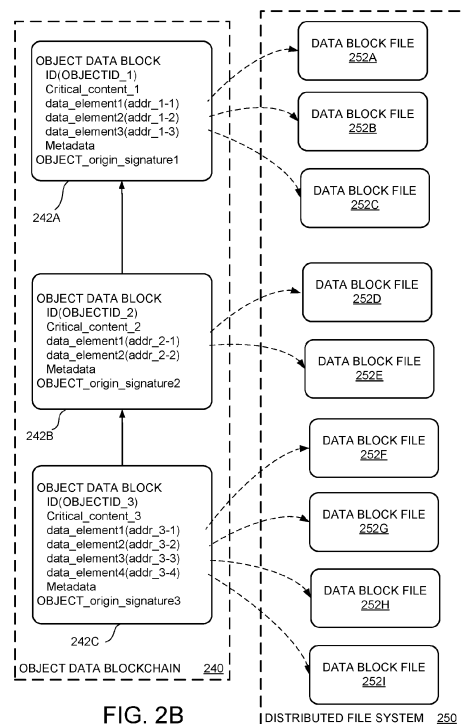 OBJECT DATA BLOCK
ID(OBJECTID_1)
Critical_content_1
data_element1(addr_1-1)
data_element2(addr_1-2)
data_element3(addr_1-3)
Metadata
OBJECT_origin_signature1
242A
OBJECT DATA BLOCK
ID(OBJECTID_2)
Critical_content_2
data_element1(addr_2-1)
data_element2(addr_2-2)
Metadata
OBJECT_origin_signature2
242B
OBJECT DATA BLOCK
ID(OBJECTID_3)
Critical_content_3
data_element1(addr_3-1)
data_element2(addr_3-2)
data_element3(addr_3-3)
data_element4(addr_3-4)
Metadata
OBJECT_origin_signature3
242C
OBJECT DATA BLOCKCHAIN 240
DATA BLOCK FILE
252A
DATA BLOCK FILE
252B
DATA BLOCK FILE
252C
DATA BLOCK FILE
252D
DATA BLOCK FILE
252E
DATA BLOCK FILE
252F
DATA BLOCK FILE
252G
DATA BLOCK FILE
252H
DATA BLOCK FILE
252I
DISTRIBUTED FILE SYSTEM 250
FIG. 2B